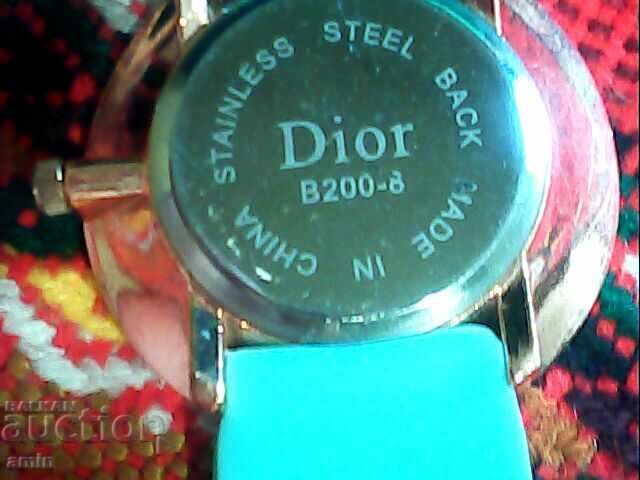 STAINLESS STEEL BACK MADE IN CHINA
Dior
B200-8
BALKAN
auction
amin